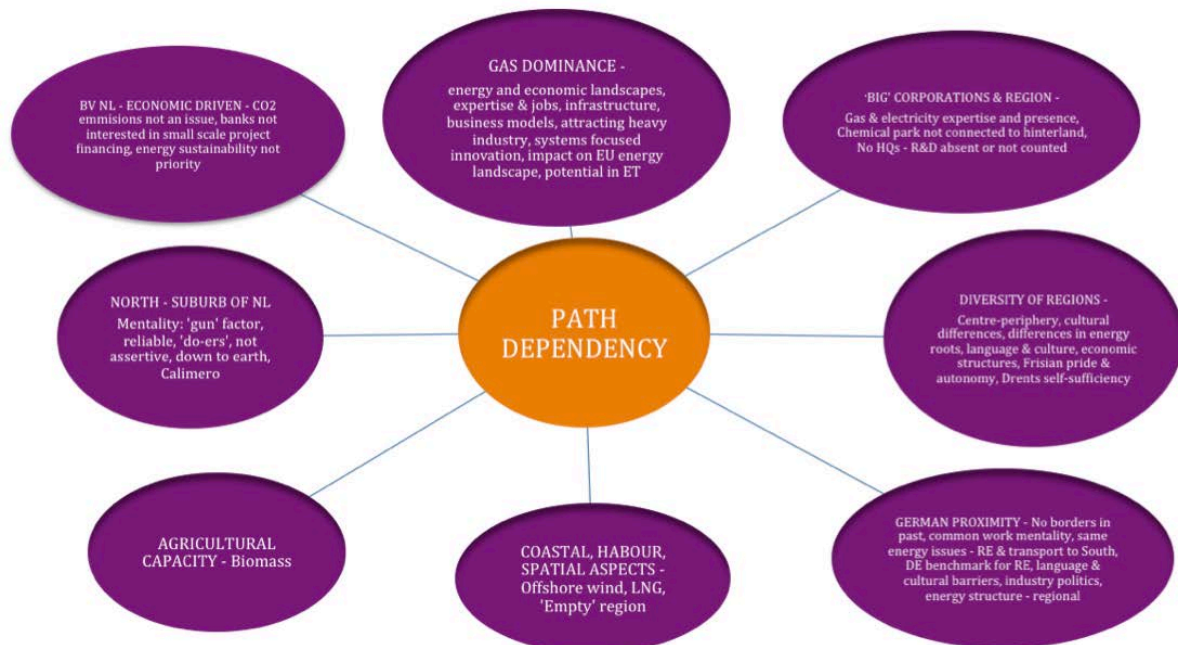 BV NL - ECONOMIC DRIVEN - CO2
emmisions not an issue, banks not
interested in small scale project
financing, energy sustainability not
priority
GAS DOMINANCE -
energy and economic landscapes,
expertise & jobs, infrastructure,
business models, attracting heavy
industry, systems focused
innovation, impact on EU energy
landscape, potential in ET
'BIG' CORPORATIONS & REGION -
Gas & electricity expertise and presence,
Chemical park not connected to hinterland,
No HQs - R&D absent or not counted
NORTH - SUBURB OF NL
Mentality: 'gun' factor,
reliable, 'do-ers', not
assertive, down to earth,
Calimero
PATH
DEPENDENCY
DIVERSITY OF REGIONS -
Centre-periphery, cultural
differences, differences in energy
roots, language & culture, economic
structures, Frisian pride &
autonomy, Drents self-sufficiency
AGRICULTURAL
CAPACITY - Biomass
COASTAL, HABOUR,
SPATIAL ASPECTS -
Offshore wind, LNG,
'Empty' region
GERMAN PROXIMITY - No borders in
past, common work mentality, same
energy issues - RE & transport to South,
DE benchmark for RE, language &
cultural barriers, industry politics,
energy structure - regional